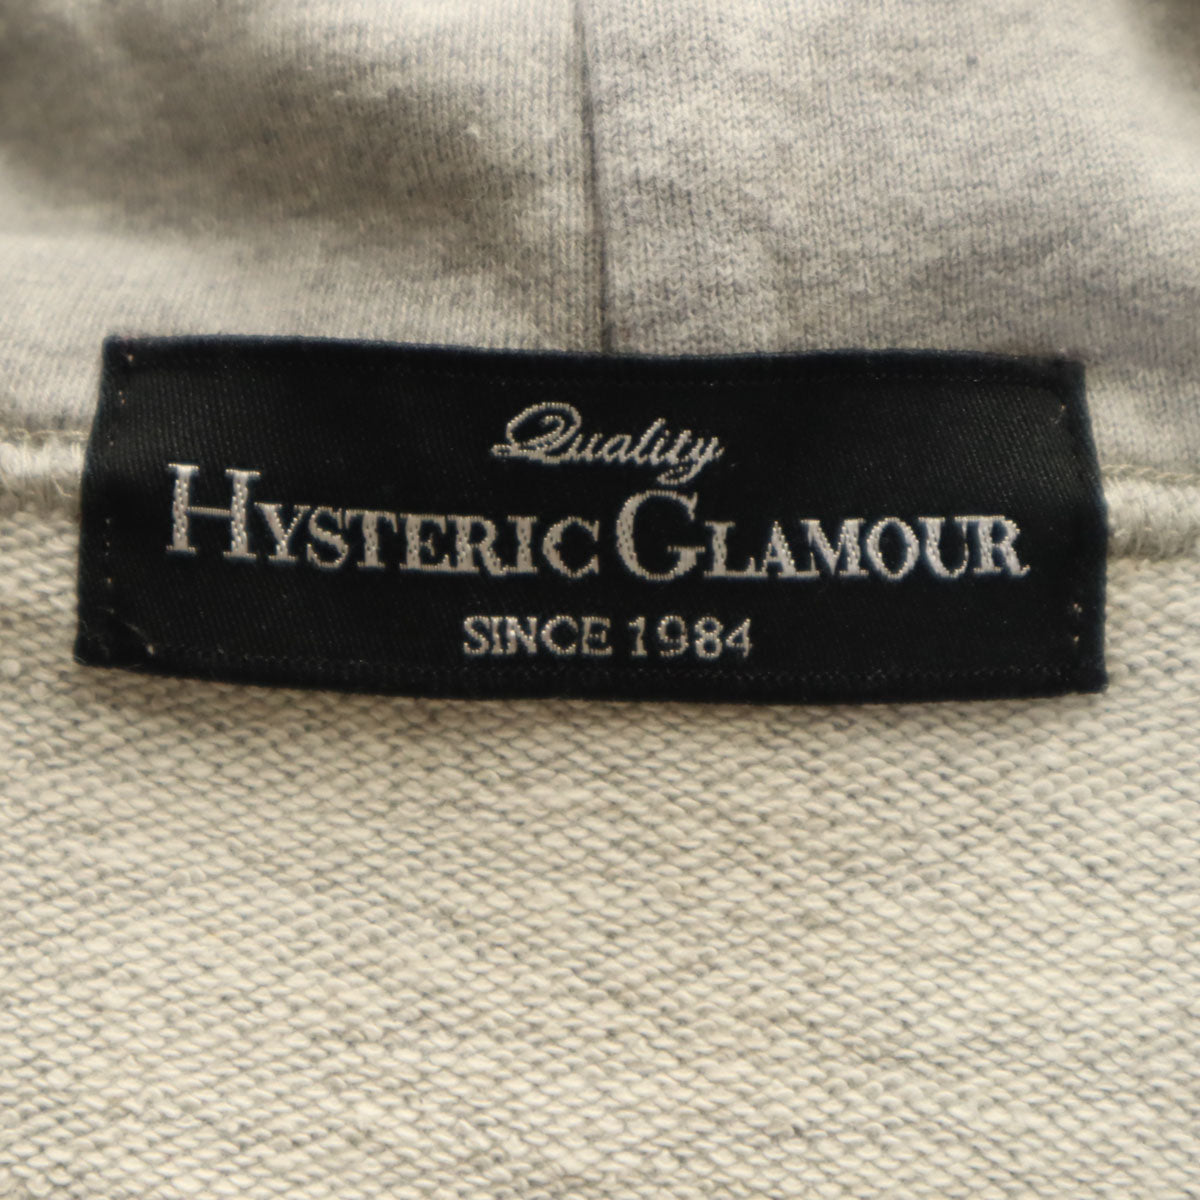 Quality
HYSTERIC GLAMOUR
SINCE 1984